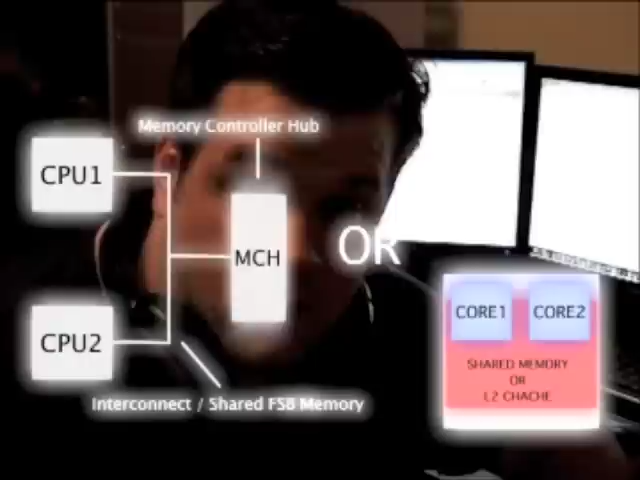 Memory Controller Hub
CPU1
MCH
OR
CPU2
Interconnect / Shared FSB Memory
CORE1 CORE2
SHARED MEMORY
OR
L2 CHACHE